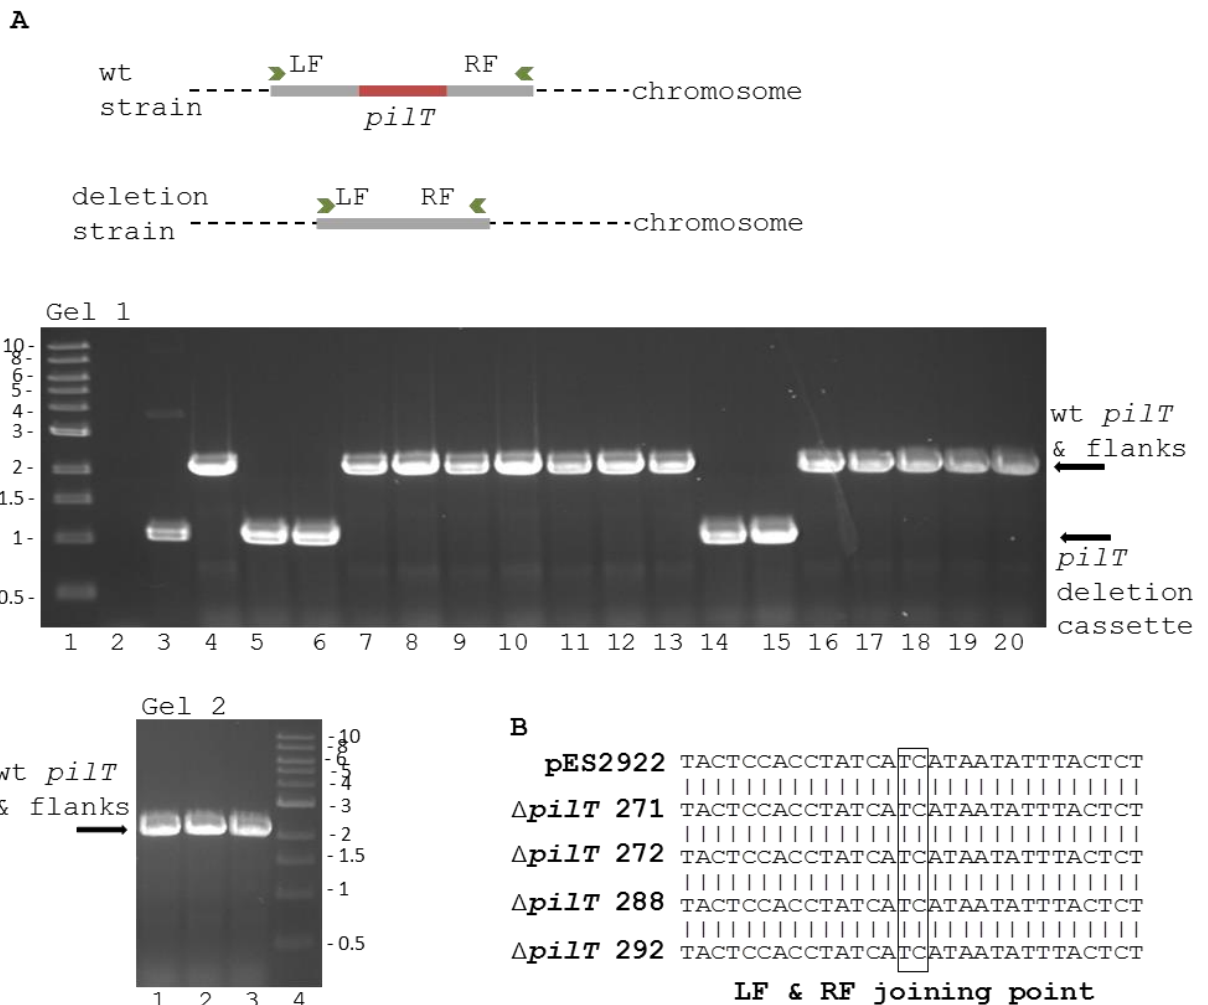 A
LF RF
wt
strain
chromosome
pilT
deletion
strain
LF RF
chromosome
Gel 1
10-
8-
6-
5-
4-
3-
2-
1.5-
1-
0.5-
wt pilT
& flanks
pilT
deletion
cassette
1 2 3 4 5 6 7 8 9 10 11 12 13 14 15 16 17 18 19 20
Gel 2
wt pilT
& flanks
-10
-8
-6
-5
-4
-3
-2
-1.5
-1
-0.5
1 2 3 4
B
pES2922 TACTCCACCTATCATCATAATATTTACTCT
ΔpilT 271 TACTCCACCTATCATCATAATATTTACTCT
ΔpilT 272 TACTCCACCTATCATCATAATATTTACTCT
ΔpilT 288 TACTCCACCTATCATCATAATATTTACTCT
ΔpilT 292 TACTCCACCTATCATCATAATATTTACTCT
LF & RF joining point